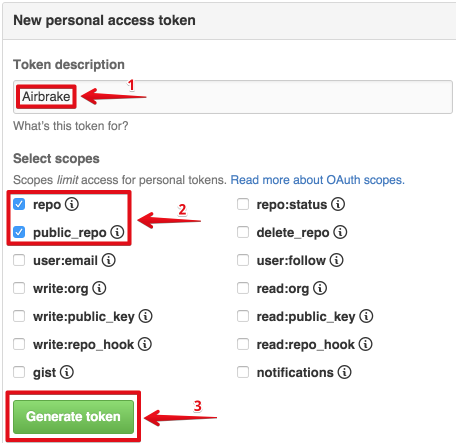 New personal access token
Token description
Airbrake 1
What's this token for?
Select scopes
Scopes limit access for personal tokens. Read more about OAuth scopes.
repo repo:status
2
public_repo delete_repo
user:email user:follow
write:org read:org
write:public_key read:public_key
write:repo_hook read:repo_hook
gist notifications
Generate token 3